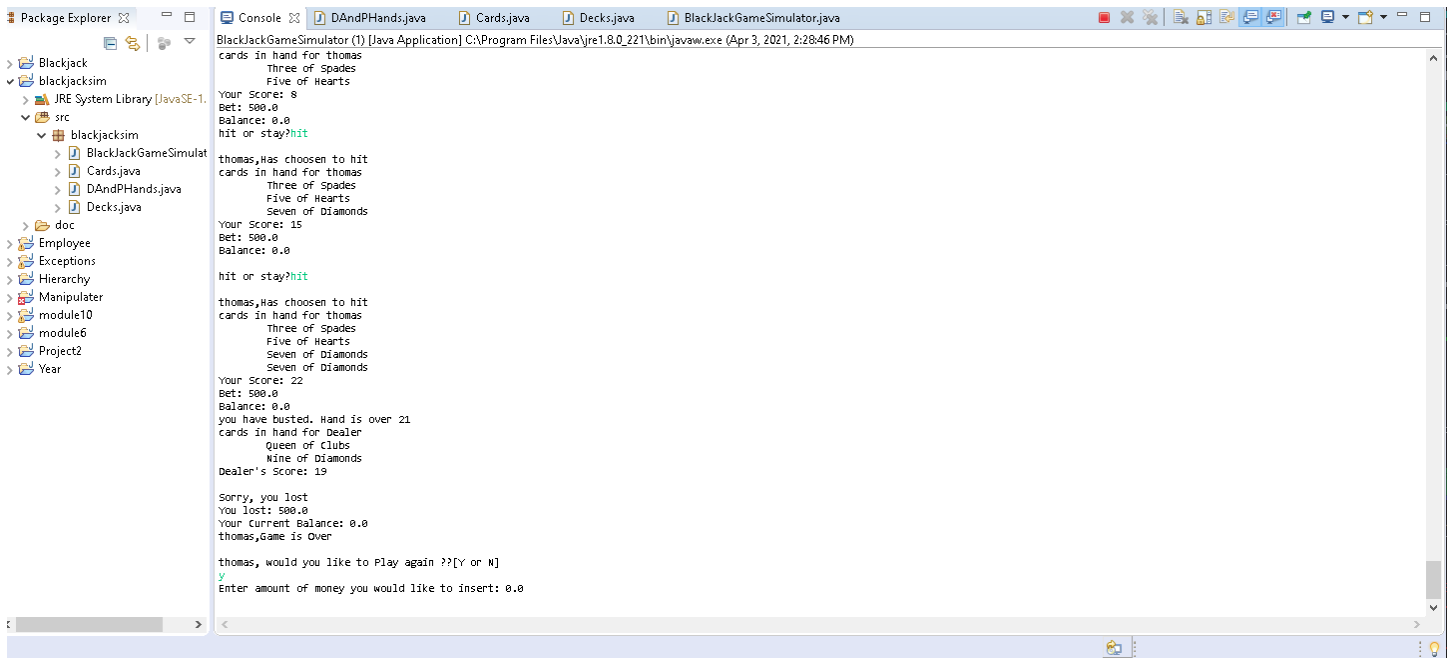 Package Explorer
Console
DAndPHands.java
Cards.java
Decks.java
BlackJackGameSimulator.java
BlackJackGameSimulator (1) [Java Application] C:\Program Files\Java\jre1.8.0_221\bin\javaw.exe (Apr 3, 2021, 2:28:46 PM)
Blackjack
blackjacksim
JRE System Library [JavaSE-1.
src
blackjacksim
BlackJackGameSimulat
Cards.java
DAndPHands.java
Decks.java
doc
Employee
Exceptions
Hierarchy
Manipulater
module10
module6
Project2
Year
cards in hand for thomas
Three of Spades
Five of Hearts
Your Score: 8
Bet: 500.0
Balance: 0.0
hit or stay?hit
thomas,Has choosen to hit
cards in hand for thomas
Three of Spades
Five of Hearts
Seven of Diamonds
Your Score: 15
Bet: 500.0
Balance: 0.0
hit or stay?hit
thomas,Has choosen to hit
cards in hand for thomas
Three of Spades
Five of Hearts
Seven of Diamonds
Seven of Diamonds
Your Score: 22
Bet: 500.0
Balance: 0.0
you have busted. Hand is over 21
cards in hand for Dealer
Queen of Clubs
Nine of Diamonds
Dealer's Score: 19
Sorry, you lost
You lost: 500.0
Your Current Balance: 0.0
thomas,Game is Over
thomas, would you like to Play again ??[Y or N]
y
Enter amount of money you would like to insert: 0.0